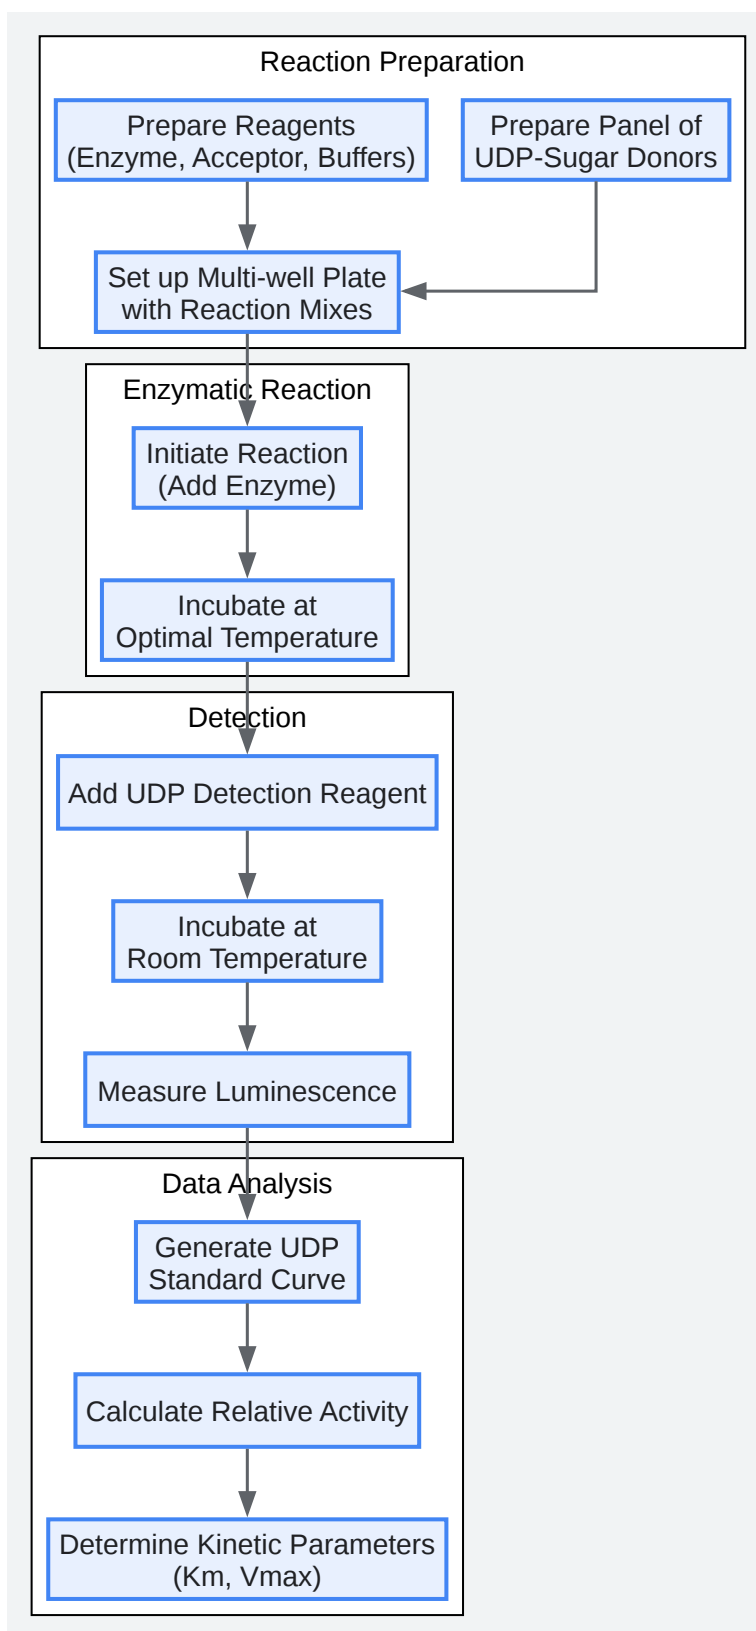 Reaction Preparation
Prepare Reagents
(Enzyme, Acceptor, Buffers)
Prepare Panel of
UDP-Sugar Donors
Set up Multi-well Plate
with Reaction Mixes
Enzymatic Reaction
Initiate Reaction
(Add Enzyme)
Incubate at
Optimal Temperature
Detection
Add UDP Detection Reagent
Incubate at
Room Temperature
Measure Luminescence
Data Analysis
Generate UDP
Standard Curve
Calculate Relative Activity
Determine Kinetic Parameters
(Km, Vmax)